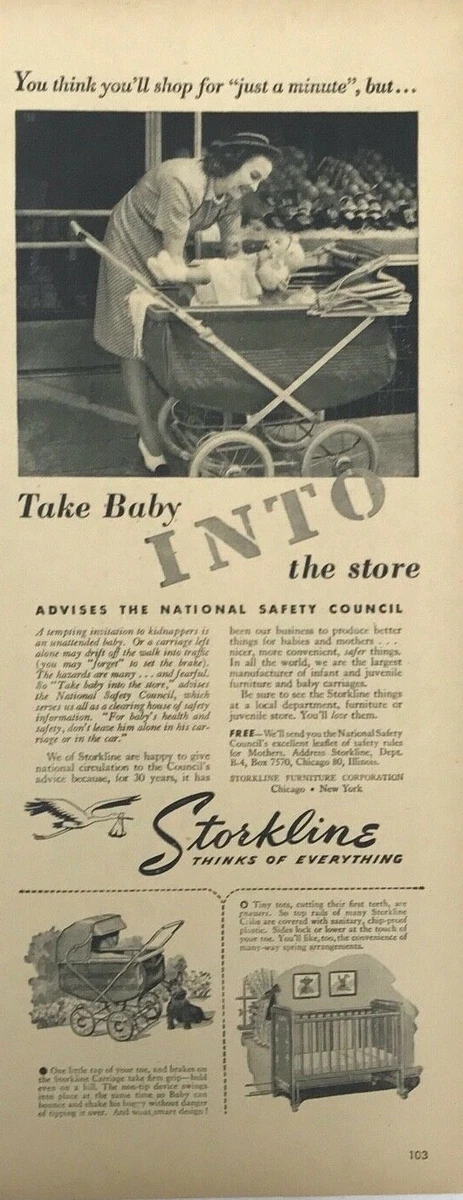 You think you'll shop for "just a minute", but...
Take Baby
INTO
the store
ADVISES THE NATIONAL SAFETY COUNCIL
A tempting invitation to kidnappers is
an unattended baby. Or a carriage left
alone may drift off the walk into traffic
(you may "forget" to set the brake).
The hazards are many . . . and fearful.
So "Take baby into the store," advises
the National Safety Council, which
serves us all as a clearing house of safety
information. "For baby's health and
safety, don't leave him alone in his car-
riage or in the car."
We of Storkline are happy to give
national circulation to the Council's
advice because, for 30 years, it has
been our business to produce better
things for babies and mothers . . .
nicer, more convenient, safer things.
In all the world, we are the largest
manufacturer of infant and juvenile
furniture and baby carriages.
Be sure to see the Storkline things
at a local department, furniture or
juvenile store. You'll love them.
FREE—We'll send you the National Safety
Council's excellent leaflet of safety rules
for Mothers. Address Storkline, Dept.
B-4, Box 7570, Chicago 80, Illinois.
STORKLINE FURNITURE CORPORATION
Chicago • New York
Storkline
THINKS OF EVERYTHING
One little tap of your toe, and brakes on
the Storkline Carriage take firm grip—hold
even on a hill. The non-tip device swings
into place at the same time so Baby can
bounce and shake his buggy without danger
of tipping it over. And what smart design!
Tiny tots, cutting their first teeth, are
gnawers. So top rails of many Storkline
Cribs are covered with sanitary, chip-proof
plastic. Sides lock or lower at the touch of
your toe. You'll like, too, the convenience of
many-way spring arrangements.
103